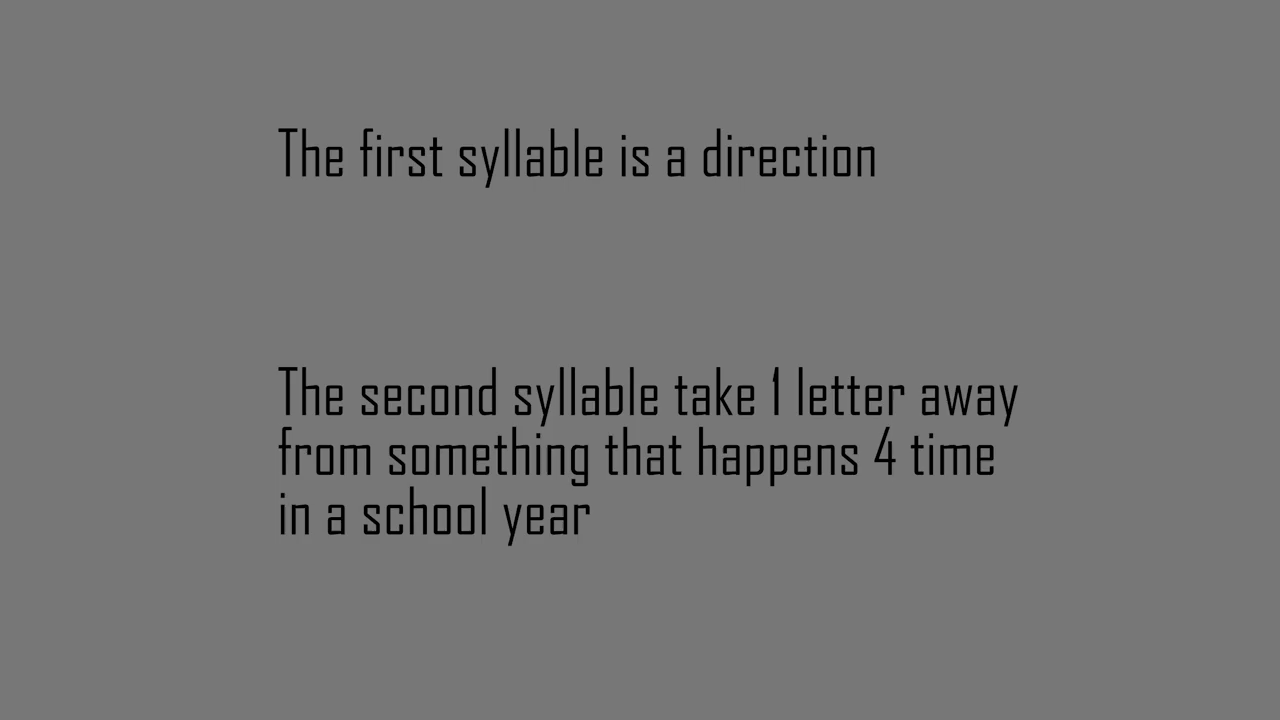 The first syllable is a direction
The second syllable take 1 letter away
from something that happens 4 time
in a school year